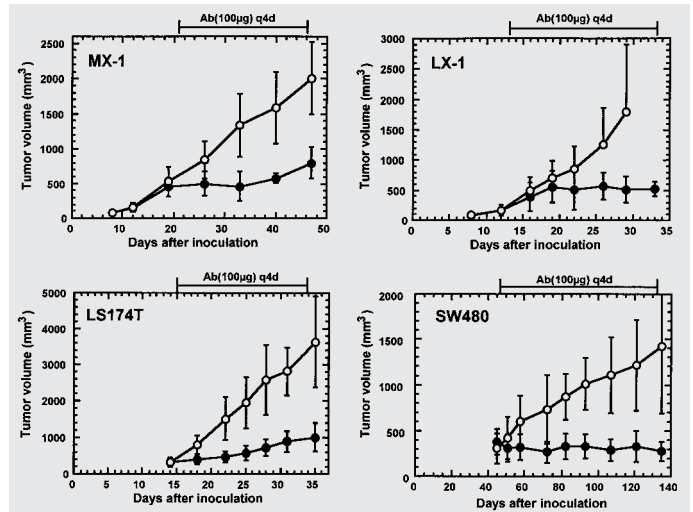 Ab(100µg) q4d
MX-1
Tumor volume (mm3)
2500
2000
1500
1000
500
0
0 10 20 30 40 50
Days after inoculation
Ab(100µg) q4d
LX-1
Tumor volume (mm3)
3000
2500
2000
1500
1000
500
0
0 5 10 15 20 25 30 35
Days after inoculation
Ab(100µg) q4d
LS174T
Tumor volume (mm3)
5000
4000
3000
2000
1000
0
0 5 10 15 20 25 30 35
Days after inoculation
Ab(100µg) q4d
SW480
Tumor volume (mm3)
2000
1500
1000
500
0
0 20 40 60 80 100 120 140
Days after inoculation